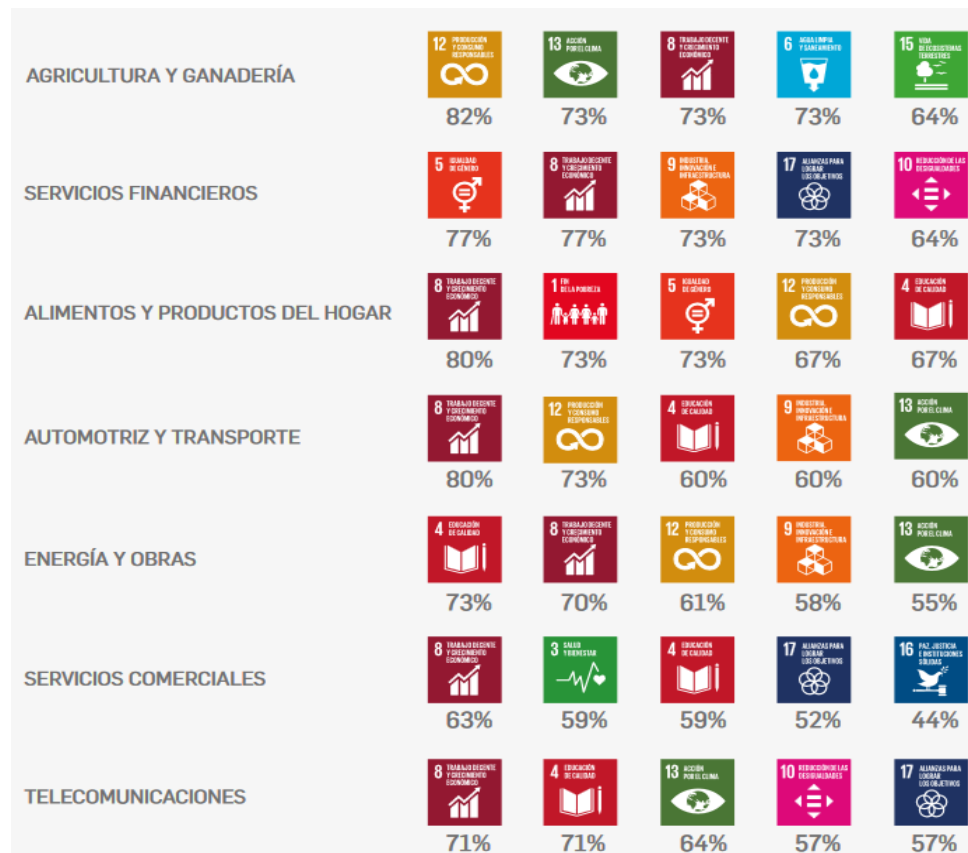 12 PRODUCCIÓN Y CONSUMO RESPONSABLES
13 ACCIÓN POR EL CLIMA
8 TRABAJO DECENTE Y CRECIMIENTO ECONÓMICO
6 AGUA LIMPIA Y SANEAMIENTO
15 VIDA DE ECOSISTEMAS TERRESTRES
AGRICULTURA Y GANADERÍA
82% 73% 73% 73% 64%
5 IGUALDAD DE GÉNERO
8 TRABAJO DECENTE Y CRECIMIENTO ECONÓMICO
9 INDUSTRIA, INNOVACIÓN E INFRAESTRUCTURA
17 ALIANZAS PARA LOGRAR LOS OBJETIVOS
10 REDUCCIÓN DE LAS DESIGUALDADES
SERVICIOS FINANCIEROS
77% 77% 73% 73% 64%
8 TRABAJO DECENTE Y CRECIMIENTO ECONÓMICO
1 FIN DE LA POBREZA
5 IGUALDAD DE GÉNERO
12 PRODUCCIÓN Y CONSUMO RESPONSABLES
4 EDUCACIÓN DE CALIDAD
ALIMENTOS Y PRODUCTOS DEL HOGAR
80% 73% 73% 67% 67%
8 TRABAJO DECENTE Y CRECIMIENTO ECONÓMICO
12 PRODUCCIÓN Y CONSUMO RESPONSABLES
4 EDUCACIÓN DE CALIDAD
9 INDUSTRIA, INNOVACIÓN E INFRAESTRUCTURA
13 ACCIÓN POR EL CLIMA
AUTOMOTRIZ Y TRANSPORTE
80% 73% 60% 60% 60%
4 EDUCACIÓN DE CALIDAD
8 TRABAJO DECENTE Y CRECIMIENTO ECONÓMICO
12 PRODUCCIÓN Y CONSUMO RESPONSABLES
9 INDUSTRIA, INNOVACIÓN E INFRAESTRUCTURA
13 ACCIÓN POR EL CLIMA
ENERGÍA Y OBRAS
73% 70% 61% 58% 55%
8 TRABAJO DECENTE Y CRECIMIENTO ECONÓMICO
3 SALUD Y BIENESTAR
4 EDUCACIÓN DE CALIDAD
17 ALIANZAS PARA LOGRAR LOS OBJETIVOS
16 PAZ, JUSTICIA E INSTITUCIONES SÓLIDAS
SERVICIOS COMERCIALES
63% 59% 59% 52% 44%
8 TRABAJO DECENTE Y CRECIMIENTO ECONÓMICO
4 EDUCACIÓN DE CALIDAD
13 ACCIÓN POR EL CLIMA
10 REDUCCIÓN DE LAS DESIGUALDADES
17 ALIANZAS PARA LOGRAR LOS OBJETIVOS
TELECOMUNICACIONES
71% 71% 64% 57% 57%